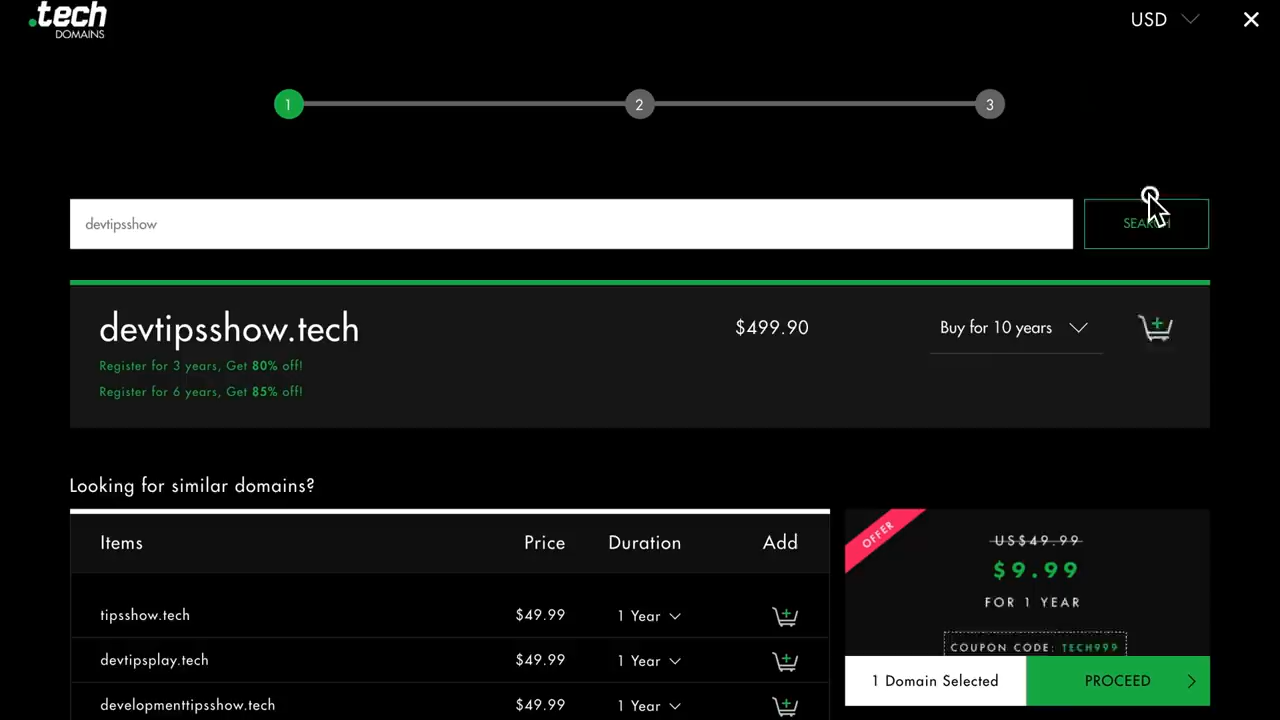 .tech
DOMAINS
USD
1
2
3
devtipsshow
SEARCH
devtipsshow.tech
$499.90
Buy for 10 years
Register for 3 years, Get 80% off!
Register for 6 years, Get 85% off!
Looking for similar domains?
Items Price Duration Add
tipsshow.tech $49.99 1 Year
devtipsplay.tech $49.99 1 Year
developmenttipsshow.tech $49.99 1 Year
OFFER
US$49.99
$9.99
FOR 1 YEAR
COUPON CODE: TECH999
1 Domain Selected
PROCEED